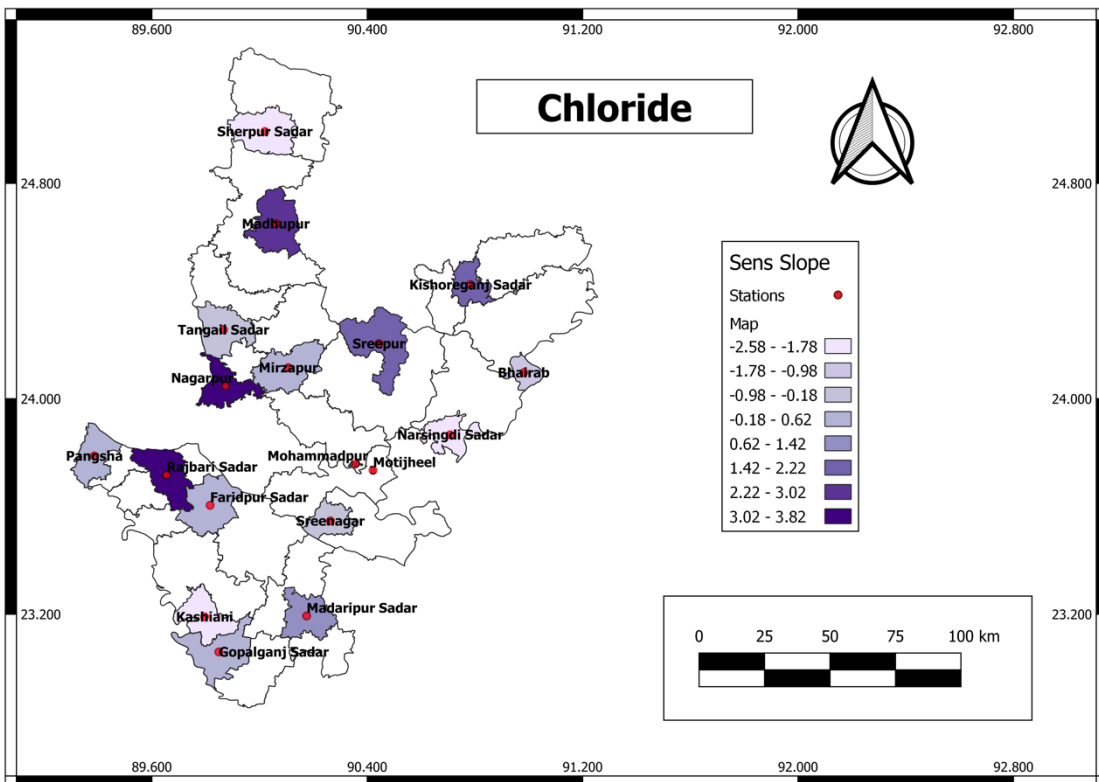 89.600 90.400 91.200 92.000 92.800
Chloride
Sherpur Sadar
24.800 24.800
Madhupur
Sens Slope
Kishoreganj Sadar
Stations
Map
Tangail Sadar
Sreepur
-2.58 - -1.78
Mirzapur
Bhairab
-1.78 - -0.98
Nagarpur
-0.98 - -0.18
24.000 24.000
-0.18 - 0.62
Narsingdi Sadar
0.62 - 1.42
Pangsha
Mohammadpur
Motijheel
Rajbari Sadar
1.42 - 2.22
2.22 - 3.02
Faridpur Sadar
3.02 - 3.82
Sreenagar
Madaripur Sadar
Kashiani
23.200 23.200
0 25 50 75 100 km
Gopalganj Sadar
89.600 90.400 91.200 92.000 92.800